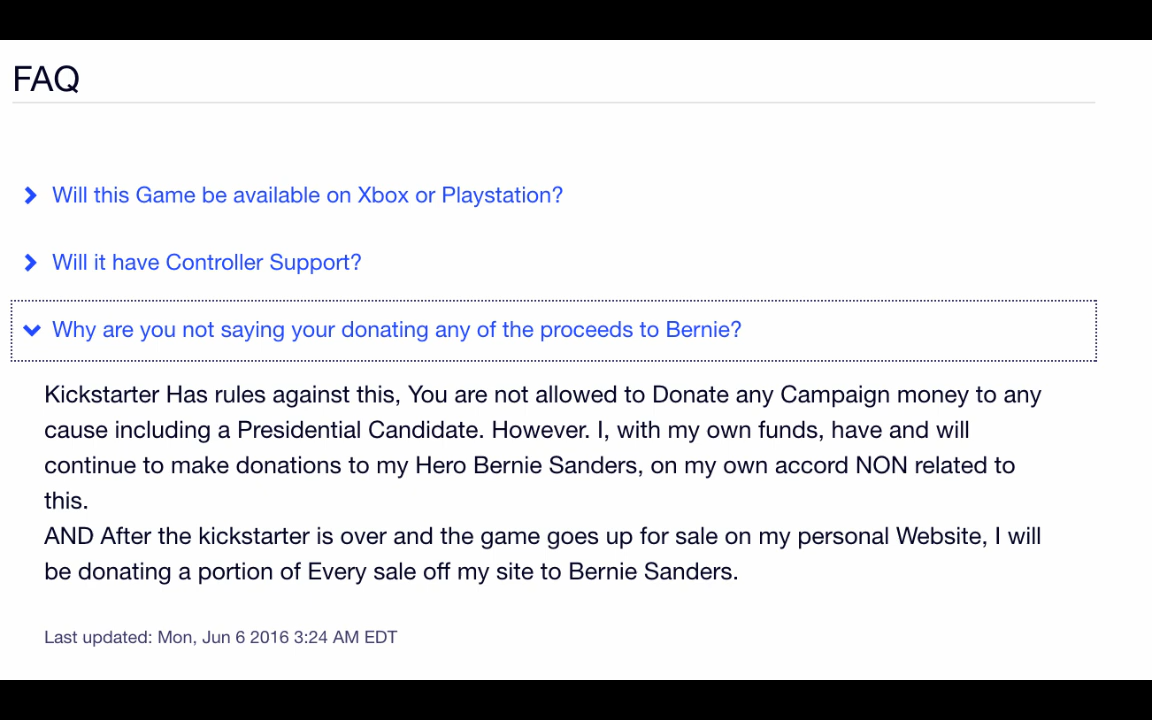 FAQ
Will this Game be available on Xbox or Playstation?
Will it have Controller Support?
Why are you not saying your donating any of the proceeds to Bernie?
Kickstarter Has rules against this, You are not allowed to Donate any Campaign money to any
cause including a Presidential Candidate. However. I, with my own funds, have and will
continue to make donations to my Hero Bernie Sanders, on my own accord NON related to
this.
AND After the kickstarter is over and the game goes up for sale on my personal Website, I will
be donating a portion of Every sale off my site to Bernie Sanders.
Last updated: Mon, Jun 6 2016 3:24 AM EDT